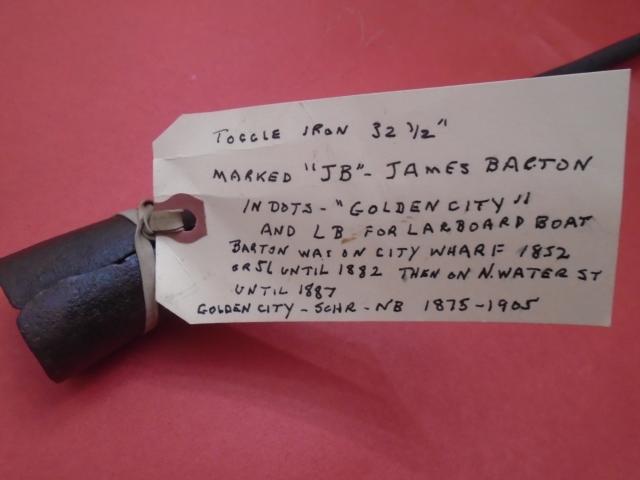 TOGGLE IRON 32 1/2"
MARKED "JB" - JAMES BARTON
IN DOTS - "GOLDEN CITY"
AND LB FOR LARBOARD BOAT
BARTON WAS ON CITY WHARF 1852
OR 51 UNTIL 1882 THEN ON N. WATER ST
UNTIL 1887
GOLDEN CITY - SCHR - NB 1875-1905